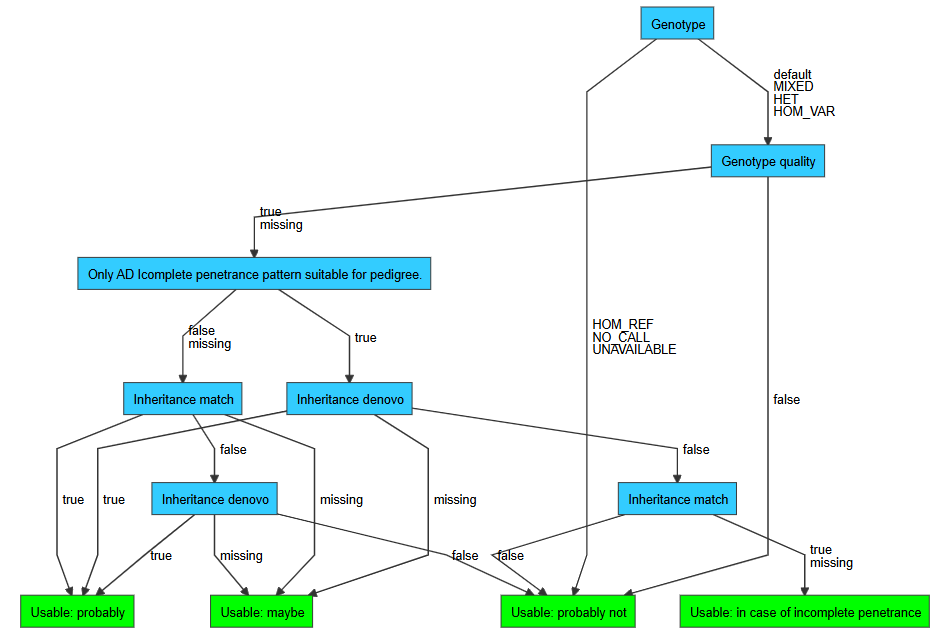 Genotype
default
MIXED
HET
HOM_VAR
Genotype quality
true
missing
Only AD Icomplete penetrance pattern suitable for pedigree.
HOM_REF
NO_CALL
UNAVAILABLE
false
missing
true
Inheritance match
Inheritance denovo
false
false
false
true
true
Inheritance denovo
missing
missing
Inheritance match
true
missing
false
false
true
missing
Usable: probably
Usable: maybe
Usable: probably not
Usable: in case of incomplete penetrance